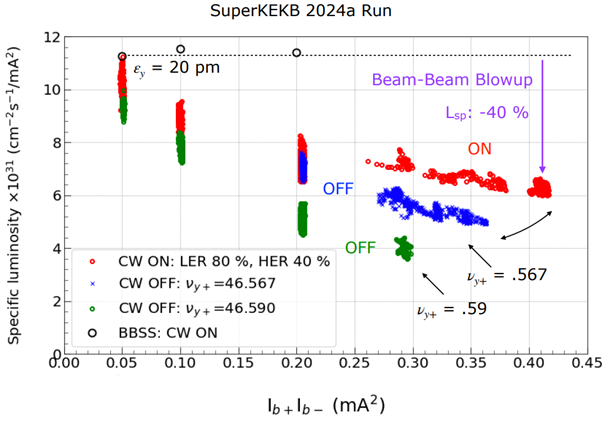 SuperKEKB 2024a Run
Specific luminosity ×10³¹ (cm⁻²s⁻¹/mA²)
12
10
8
6
4
2
0
εy = 20 pm
Beam-Beam Blowup
Lsp: -40 %
ON
OFF
OFF
νy+ = .567
νy+ = .59
CW ON: LER 80 %, HER 40 %
CW OFF: νy+=46.567
CW OFF: νy+=46.590
BBSS: CW ON
0.00 0.05 0.10 0.15 0.20 0.25 0.30 0.35 0.40 0.45
Ib+Ib− (mA²)